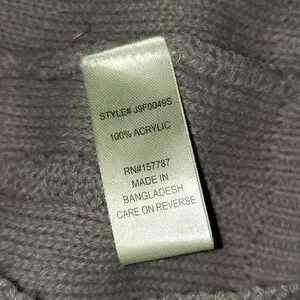 STYLE# J9F0049S
100% ACRYLIC
RN#157787
MADE IN
BANGLADESH
CARE ON REVERSE